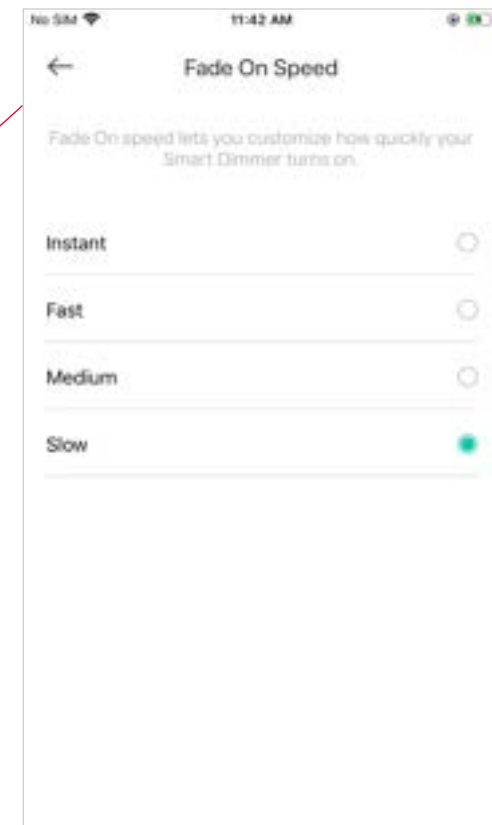 No SIM 11:42 AM
Fade On Speed
Fade On speed lets you customize how quickly your
Smart Dimmer turns on.
Instant
Fast
Medium
Slow